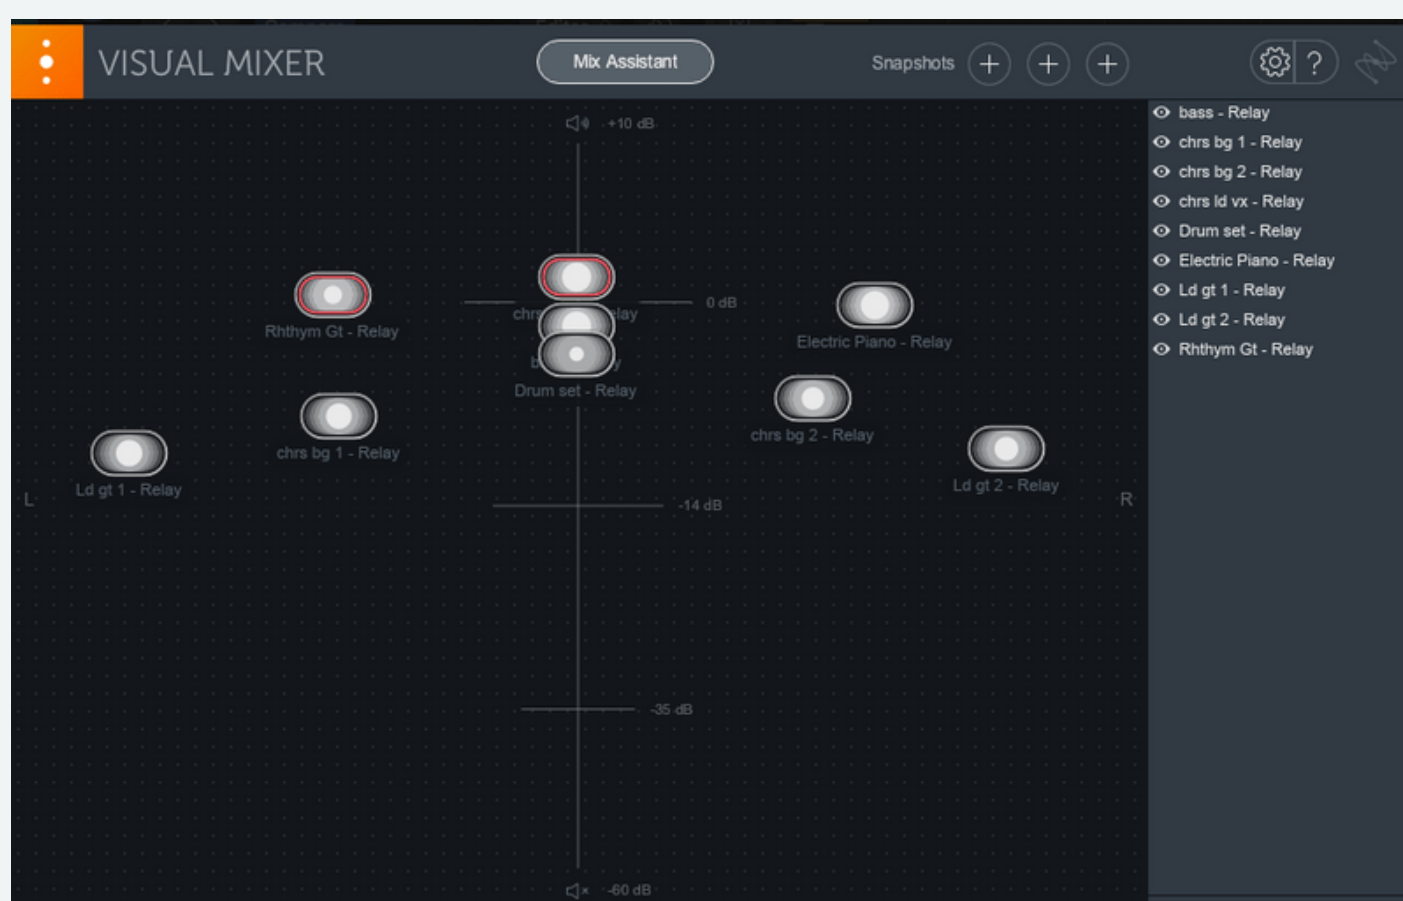 VISUAL MIXER
Mix Assistant
Snapshots
?
+10 dB
bass - Relay
chrs bg 1 - Relay
chrs bg 2 - Relay
chrs ld vx - Relay
Drum set - Relay
Electric Piano - Relay
Ld gt 1 - Relay
Ld gt 2 - Relay
Rhthym Gt - Relay
0 dB
Rhthym Gt - Relay
Electric Piano - Relay
Drum set - Relay
chrs bg 2 - Relay
chrs bg 1 - Relay
Ld gt 1 - Relay
Ld gt 2 - Relay
L
R
-14 dB
-35 dB
-60 dB